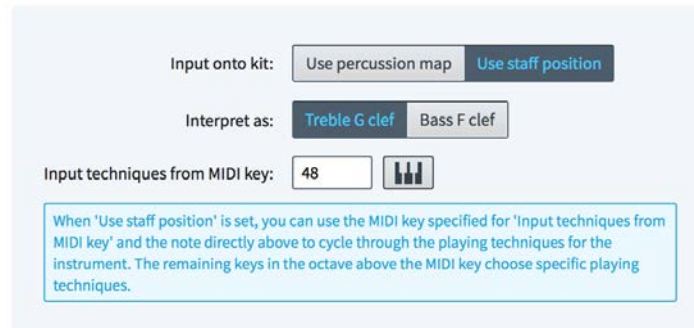 Input onto kit: Use percussion map Use staff position
Interpret as: Treble G clef Bass F clef
Input techniques from MIDI key: 48
When 'Use staff position' is set, you can use the MIDI key specified for 'Input techniques from
MIDI key' and the note directly above to cycle through the playing techniques for the
instrument. The remaining keys in the octave above the MIDI key choose specific playing
techniques.